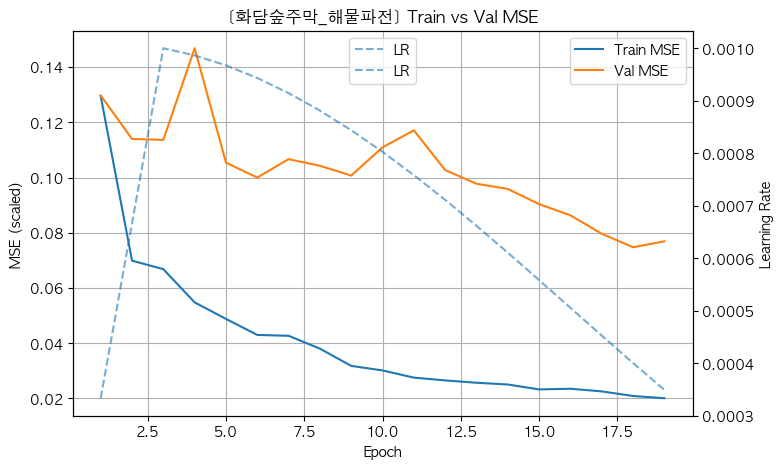 [화담숲주막_해물파전] Train vs Val MSE
LR
LR
Train MSE
Val MSE
MSE (scaled)
0.14
0.12
0.10
0.08
0.06
0.04
0.02
0.0010
0.0009
0.0008
0.0007
0.0006
0.0005
0.0004
0.0003
Learning Rate
2.5 5.0 7.5 10.0 12.5 15.0 17.5
Epoch